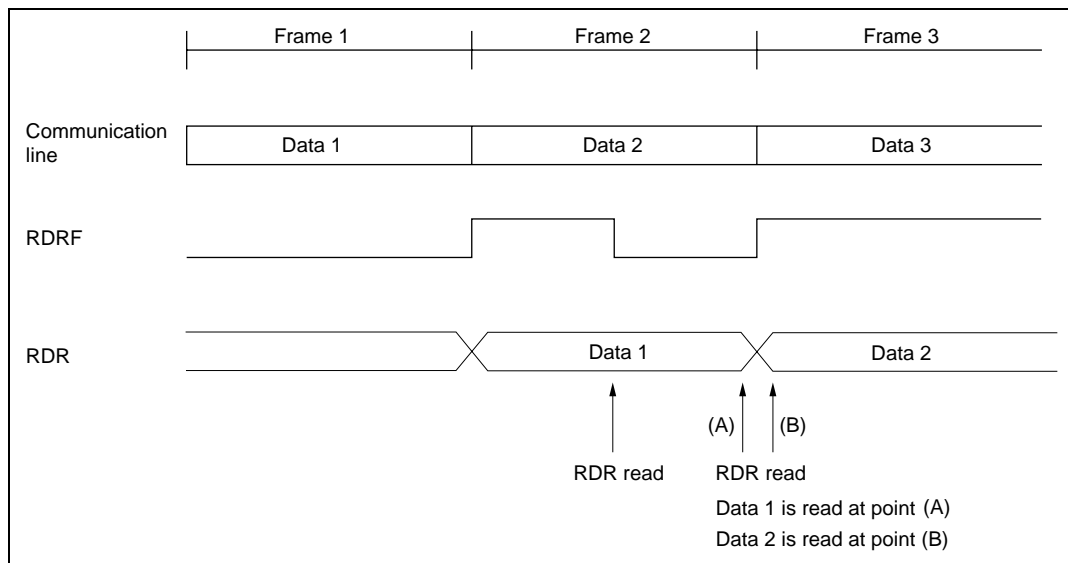 Frame 1 Frame 2 Frame 3
Communication
line
Data 1 Data 2 Data 3
RDRF
RDR
Data 1 Data 2
(A) (B)
RDR read RDR read
Data 1 is read at point (A)
Data 2 is read at point (B)